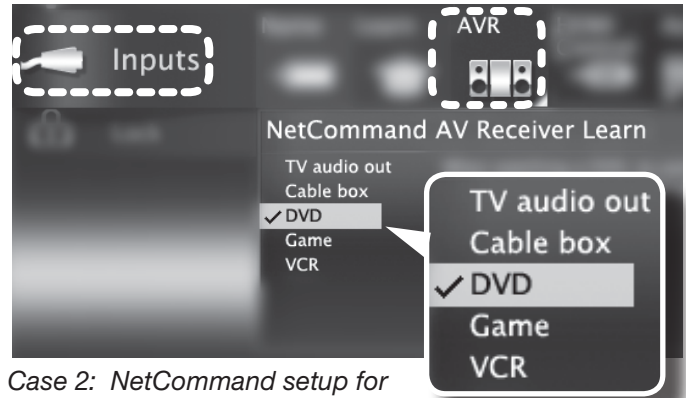 Inputs
AVR
NetCommand AV Receiver Learn
TV audio out
Cable box
✓ DVD
Game
VCR
TV audio out
Cable box
✓ DVD
Game
VCR
Case 2: NetCommand setup for